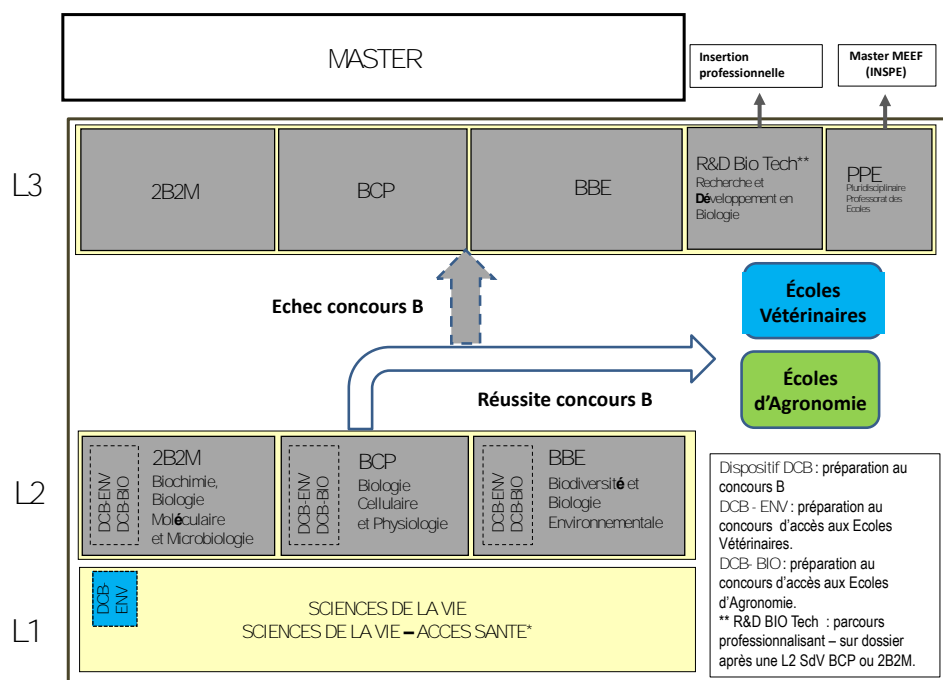 MASTER
Insertion
professionnelle
Master MEEF
(INSPE)
L3
2B2M
BCP
BBE
R&D Bio Tech**
Recherche et
Développement en
Biologie
PPE
Pluridisciplinaire
Professorat des
Ecoles
Echec concours B
Écoles
Vétérinaires
Réussite concours B
Écoles
d'Agronomie
L2
DCB-ENV
DCB-BIO
2B2M
Biochimie,
Biologie
Moléculaire
et Microbiologie
DCB-ENV
DCB-BIO
BCP
Biologie
Cellulaire
et Physiologie
DCB-ENV
DCB-BIO
BBE
Biodiversité et
Biologie
Environnementale
L1
DCB-
ENV
SCIENCES DE LA VIE
SCIENCES DE LA VIE – ACCES SANTE*
Dispositif DCB : préparation au
concours B
DCB - ENV : préparation au
concours d'accès aux Ecoles
Vétérinaires.
DCB- BIO : préparation au
concours d'accès aux Ecoles
d'Agronomie.
** R&D BIO Tech : parcours
professionnalisant – sur dossier
après une L2 SdV BCP ou 2B2M.